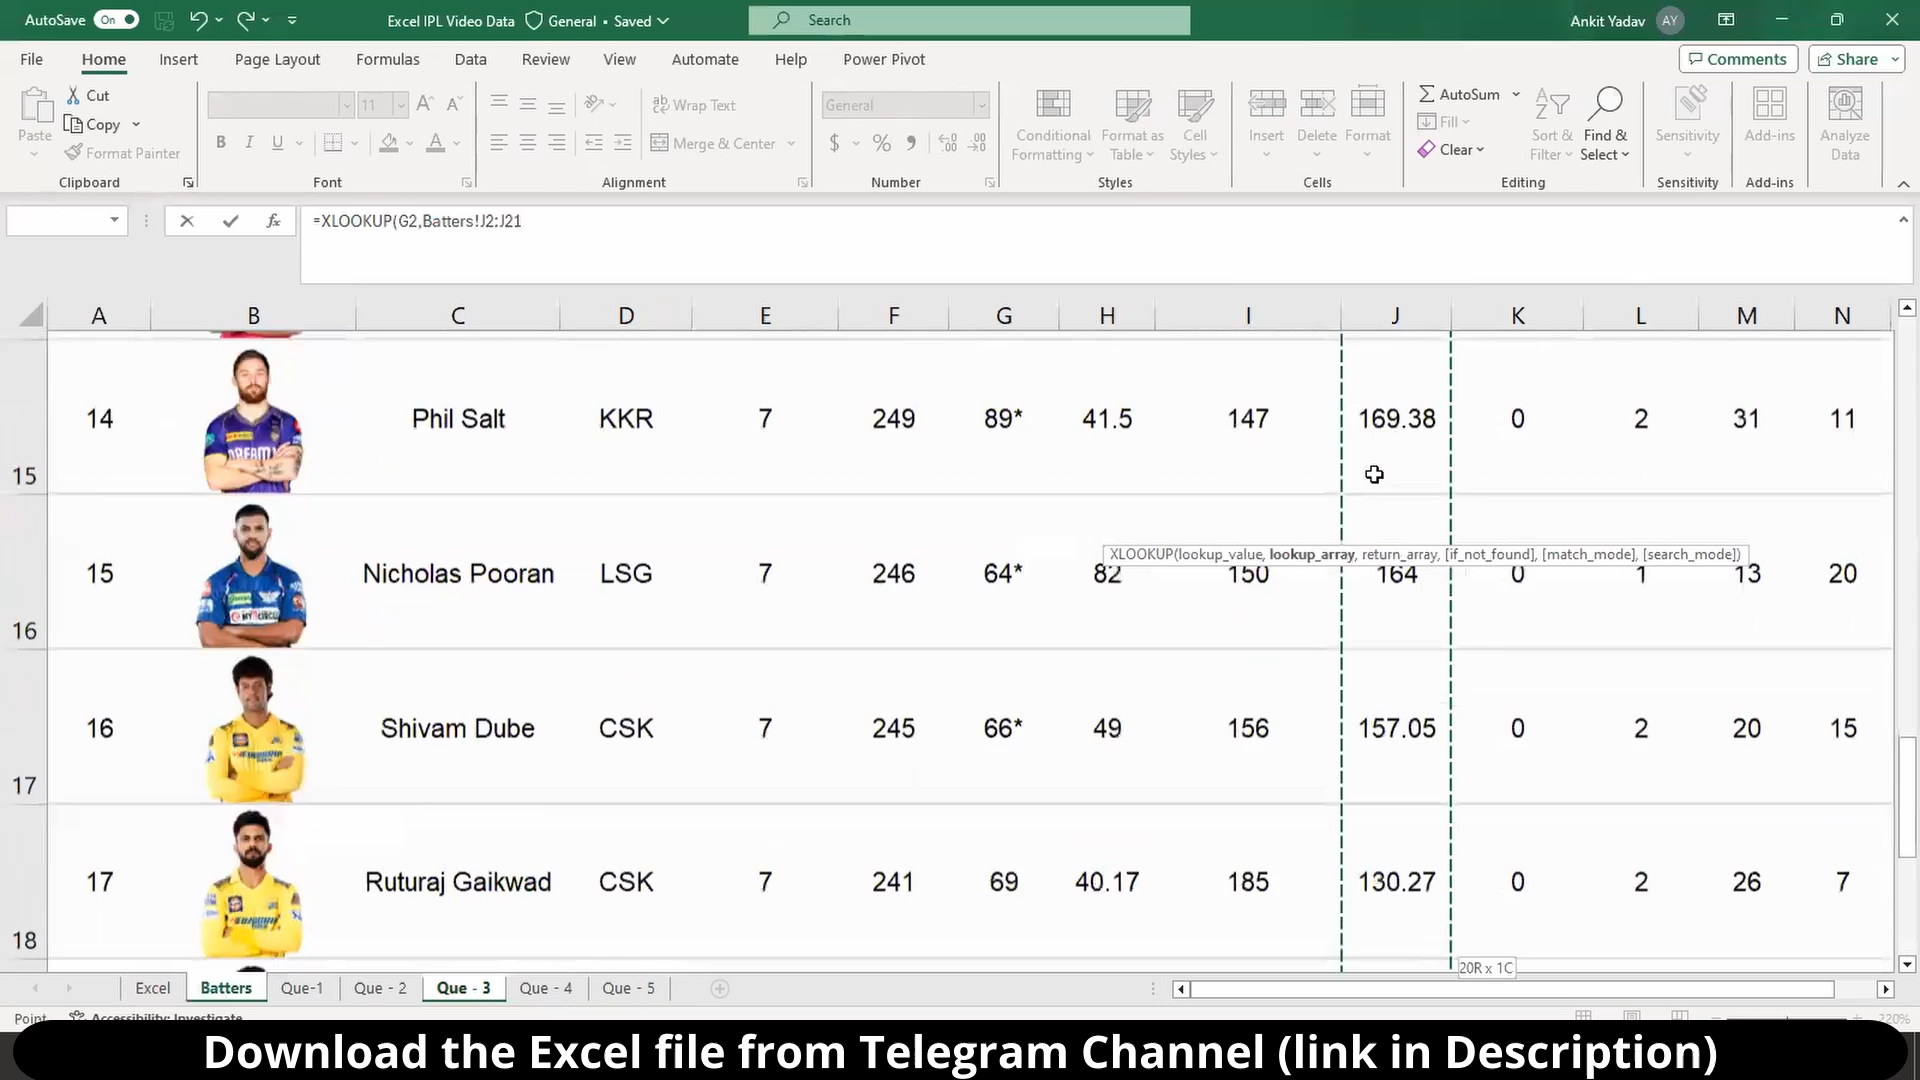 AutoSave On Excel IPL Video Data General • Saved Search Ankit Yadav AY
File Home Insert Page Layout Formulas Data Review View Automate Help Power Pivot Comments Share
Cut
Copy
Format Painter
Paste
Clipboard
11 A A
B I U A
Font
ab Wrap Text
Merge & Center
Alignment
General
$ % 9
Number
Conditional Formatting
Format as Table
Cell Styles
Styles
Insert Delete Format
Cells
AutoSum
Fill
Clear
Sort & Filter
Find & Select
Editing
Sensitivity
Sensitivity
Add-ins
Add-ins
Analyze Data
fx =XLOOKUP(G2,Batters!J2:J21
A B C D E F G H I J K L M N
15 14 Phil Salt KKR 7 249 89* 41.5 147 169.38 0 2 31 11
XLOOKUP(lookup_value, lookup_array, return_array, [if_not_found], [match_mode], [search_mode])
16 15 Nicholas Pooran LSG 7 246 64* 82 150 164 0 1 13 20
17 16 Shivam Dube CSK 7 245 66* 49 156 157.05 0 2 20 15
18 17 Ruturaj Gaikwad CSK 7 241 69 40.17 185 130.27 0 2 26 7
20R x 1C
Excel Batters Que-1 Que - 2 Que - 3 Que - 4 Que - 5
Point Accessibility: Investigate 220%
Download the Excel file from Telegram Channel (link in Description)